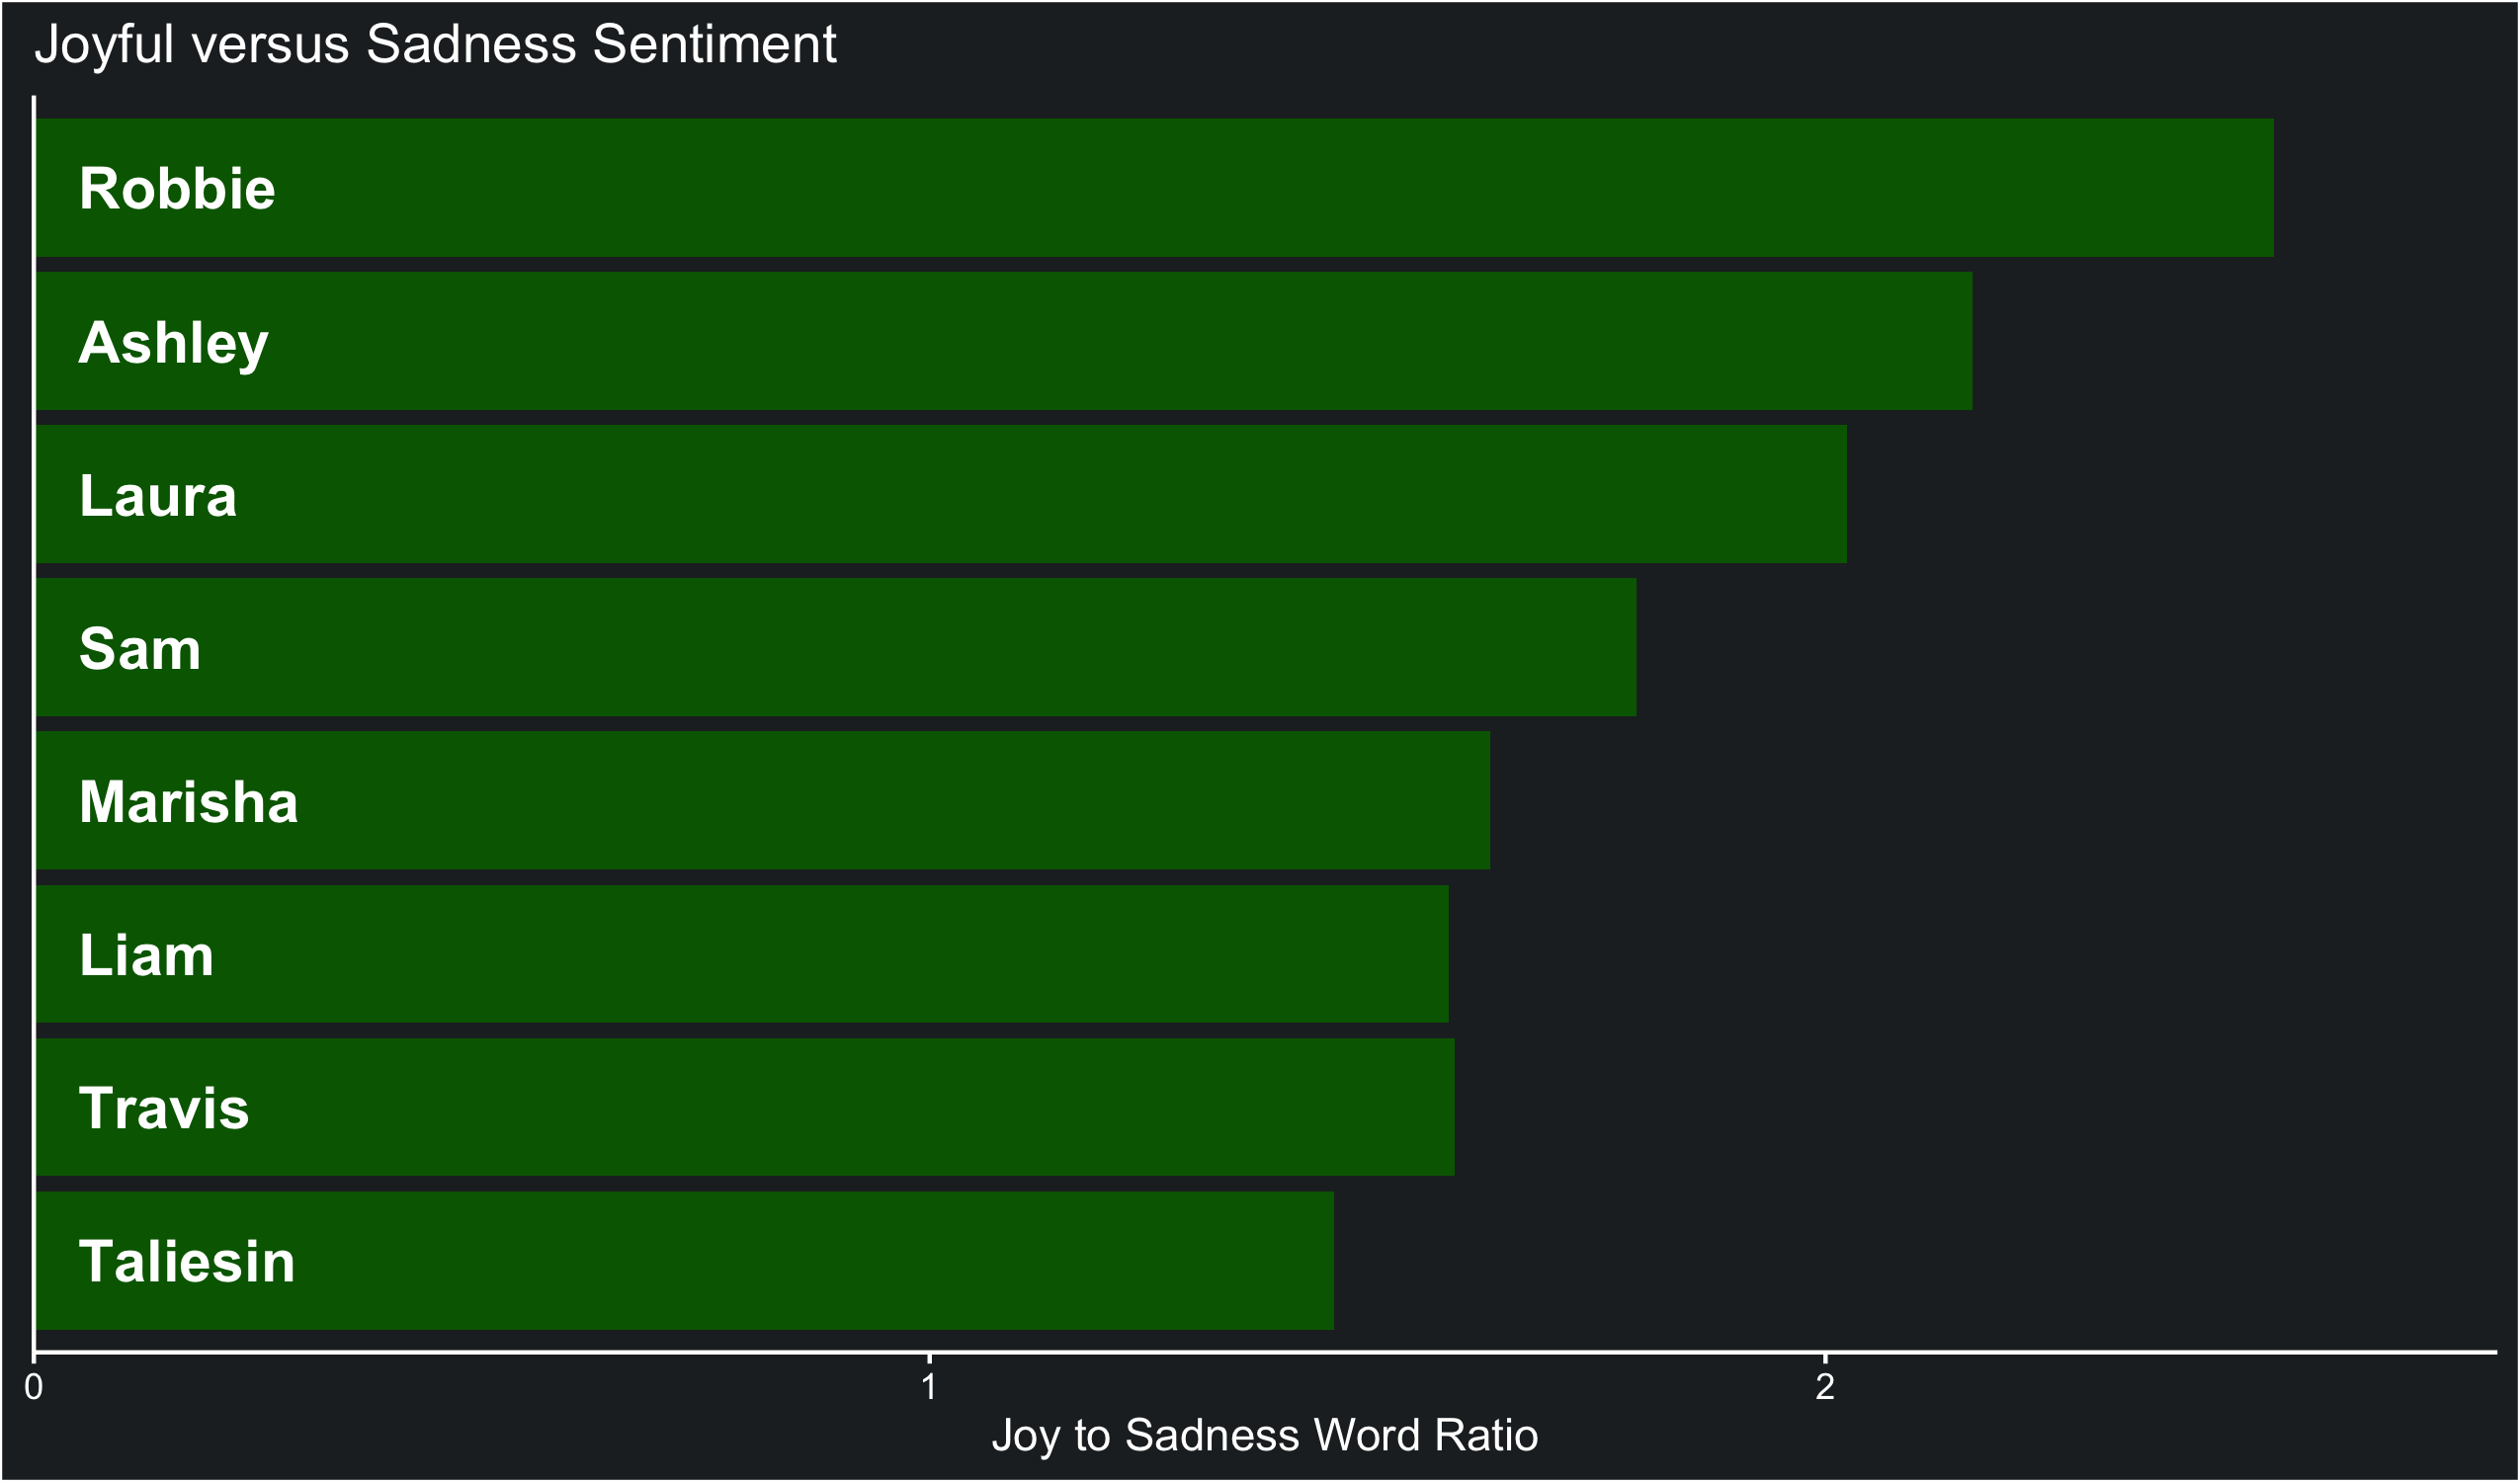 Joyful versus Sadness Sentiment
Robbie
Ashley
Laura
Sam
Marisha
Liam
Travis
Taliesin
0 1 2
Joy to Sadness Word Ratio